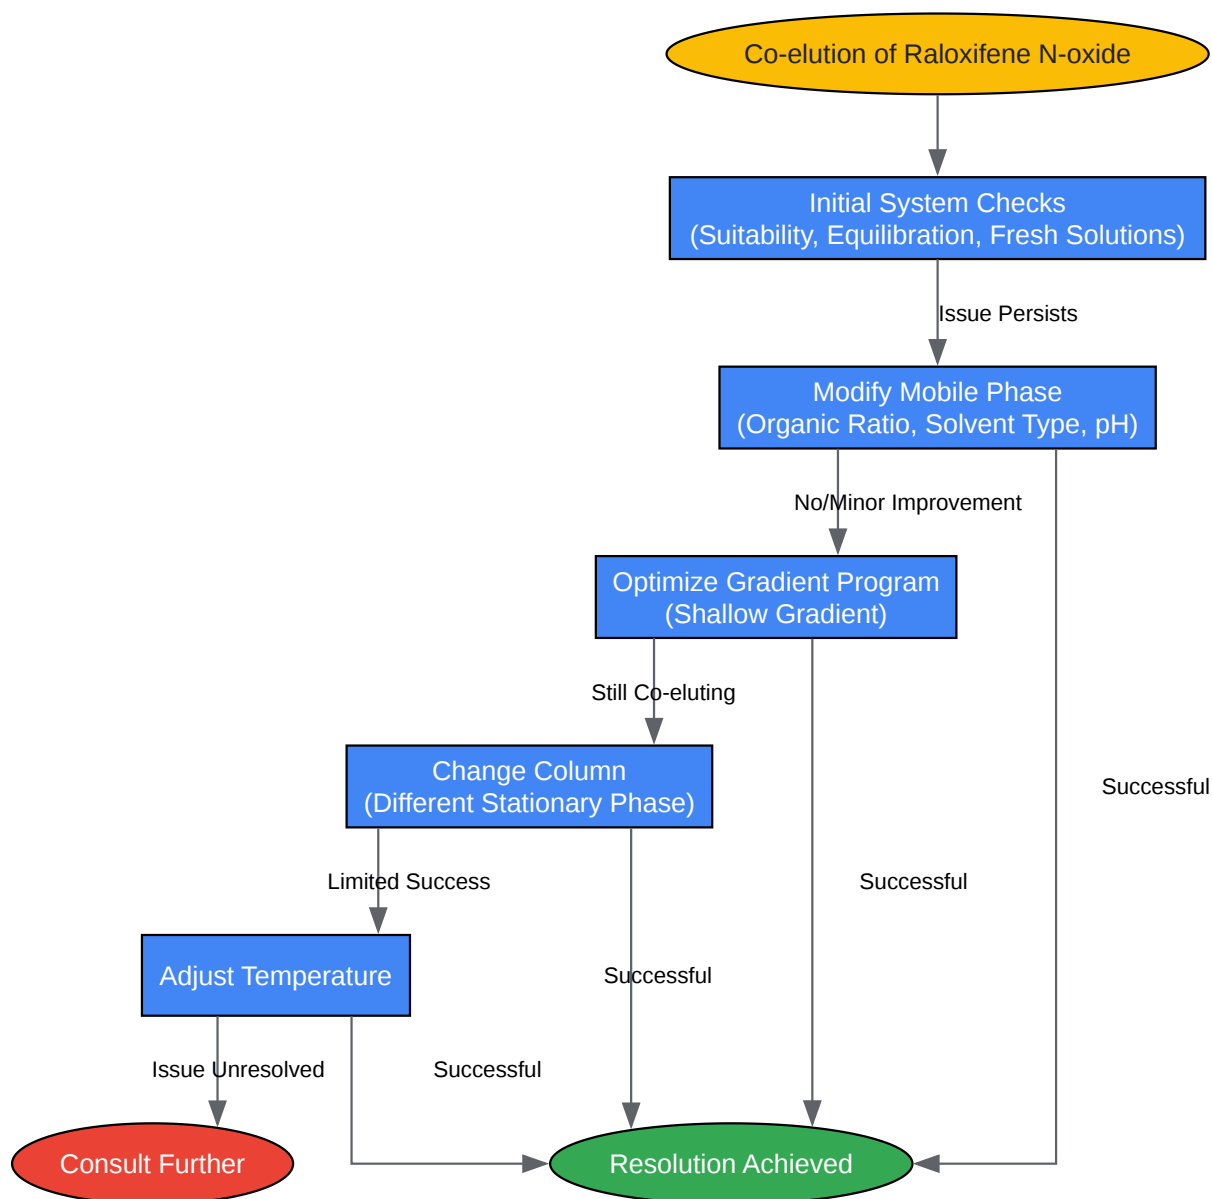 Co-elution of Raloxifene N-oxide
Initial System Checks
(Suitability, Equilibration, Fresh Solutions)
Issue Persists
Modify Mobile Phase
(Organic Ratio, Solvent Type, pH)
No/Minor Improvement
Optimize Gradient Program
(Shallow Gradient)
Still Co-eluting
Change Column
(Different Stationary Phase)
Successful
Limited Success
Successful
Adjust Temperature
Successful
Issue Unresolved
Successful
Consult Further
Resolution Achieved